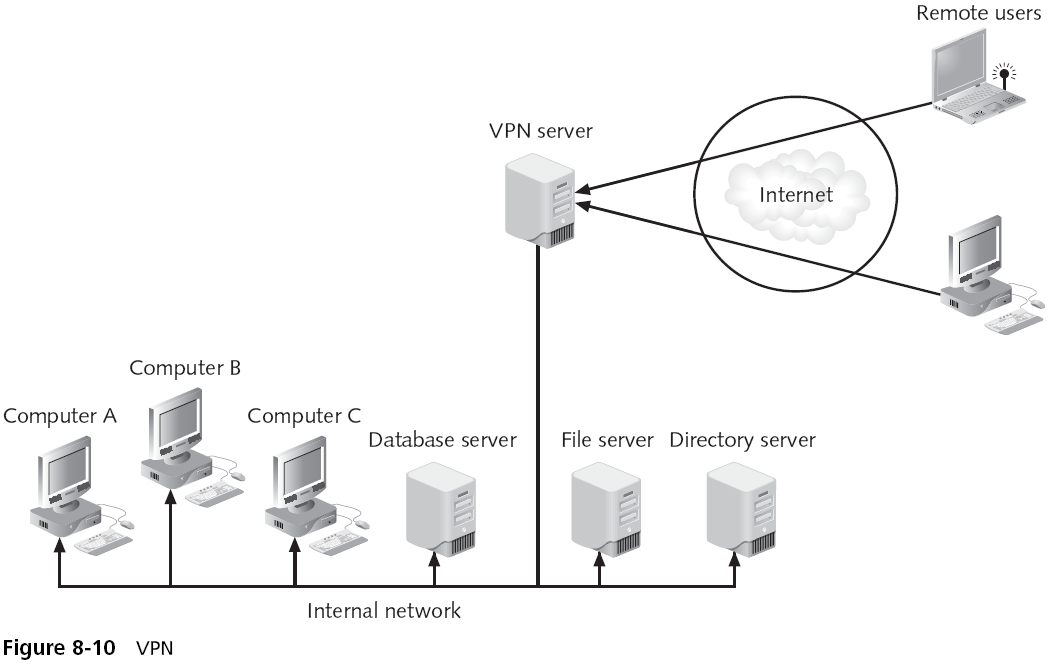 Remote users
VPN server
Internet
Computer B
Computer A
Computer C
Database server
File server
Directory server
Internal network
Figure 8-10 VPN